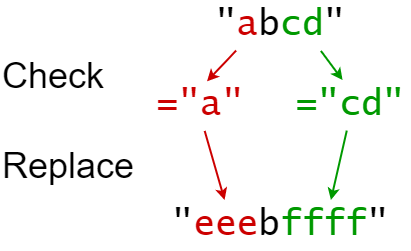 "abcd"
Check
="a" ="cd"
Replace
"eeebffff"